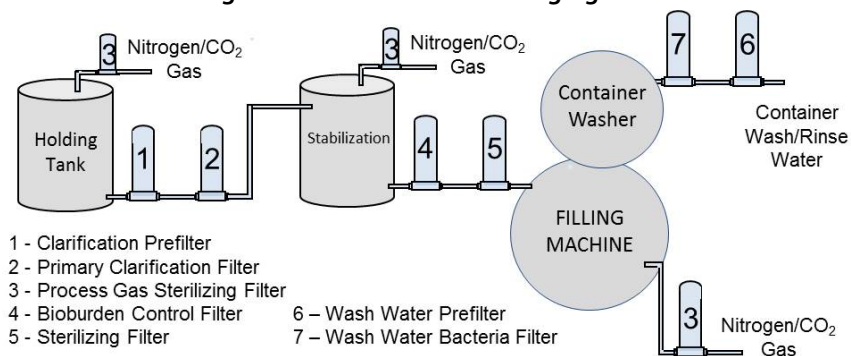 3
Nitrogen/CO2
Gas
3
Nitrogen/CO2
Gas
7
6
Holding
Tank
1
2
Stabilization
4
5
Container
Washer
Container
Wash/Rinse
Water
FILLING
MACHINE
1 - Clarification Prefilter
2 - Primary Clarification Filter
3 - Process Gas Sterilizing Filter
4 - Bioburden Control Filter
5 - Sterilizing Filter
6 – Wash Water Prefilter
7 – Wash Water Bacteria Filter
3
Nitrogen/CO2
Gas